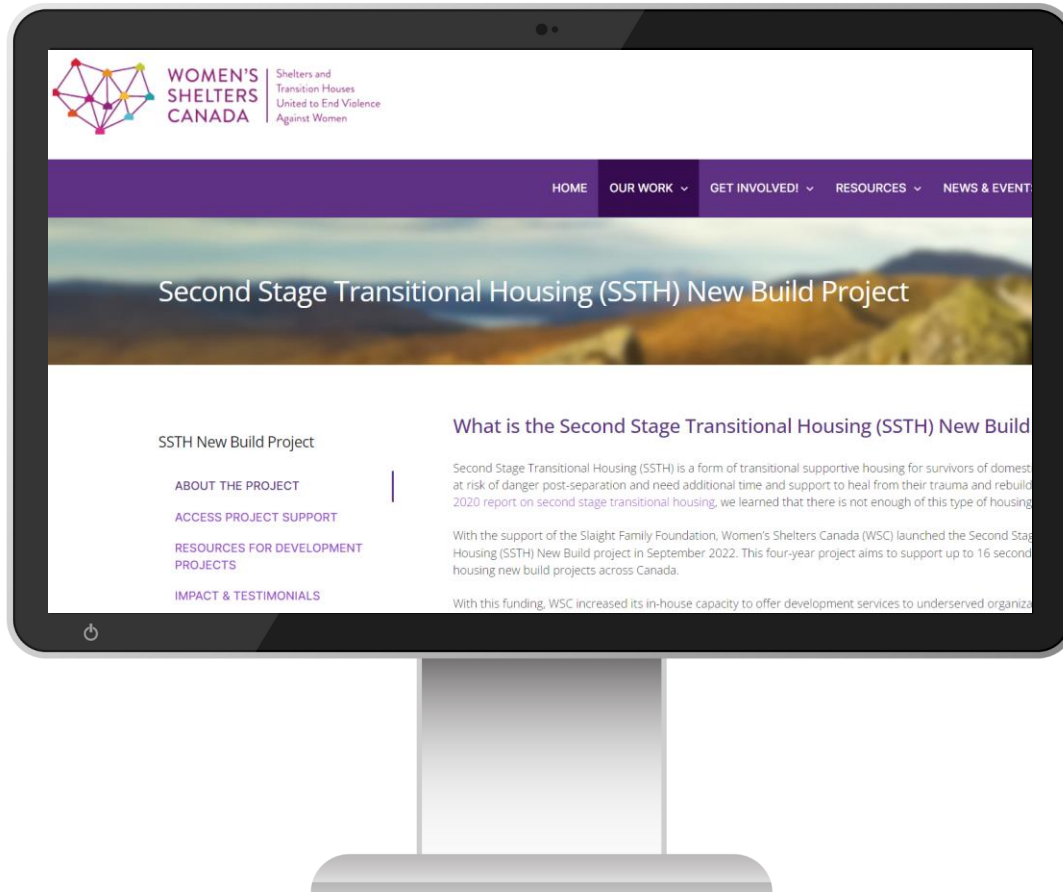 WOMEN'S
SHELTERS
CANADA
Shelters and
Transition Houses
United to End Violence
Against Women
HOME OUR WORK GET INVOLVED! RESOURCES NEWS & EVENTS
Second Stage Transitional Housing (SSTH) New Build Project
SSTH New Build Project
ABOUT THE PROJECT
ACCESS PROJECT SUPPORT
RESOURCES FOR DEVELOPMENT
PROJECTS
IMPACT & TESTIMONIALS
What is the Second Stage Transitional Housing (SSTH) New Build
Second Stage Transitional Housing (SSTH) is a form of transitional supportive housing for survivors of domest
at risk of danger post-separation and need additional time and support to heal from their trauma and rebuild
2020 report on second stage transitional housing, we learned that there is not enough of this type of housing
With the support of the Slaight Family Foundation, Women's Shelters Canada (WSC) launched the Second Stag
Housing (SSTH) New Build project in September 2022. This four-year project aims to support up to 16 second
housing new build projects across Canada.
With this funding, WSC increased its in-house capacity to offer development services to underserved organiza